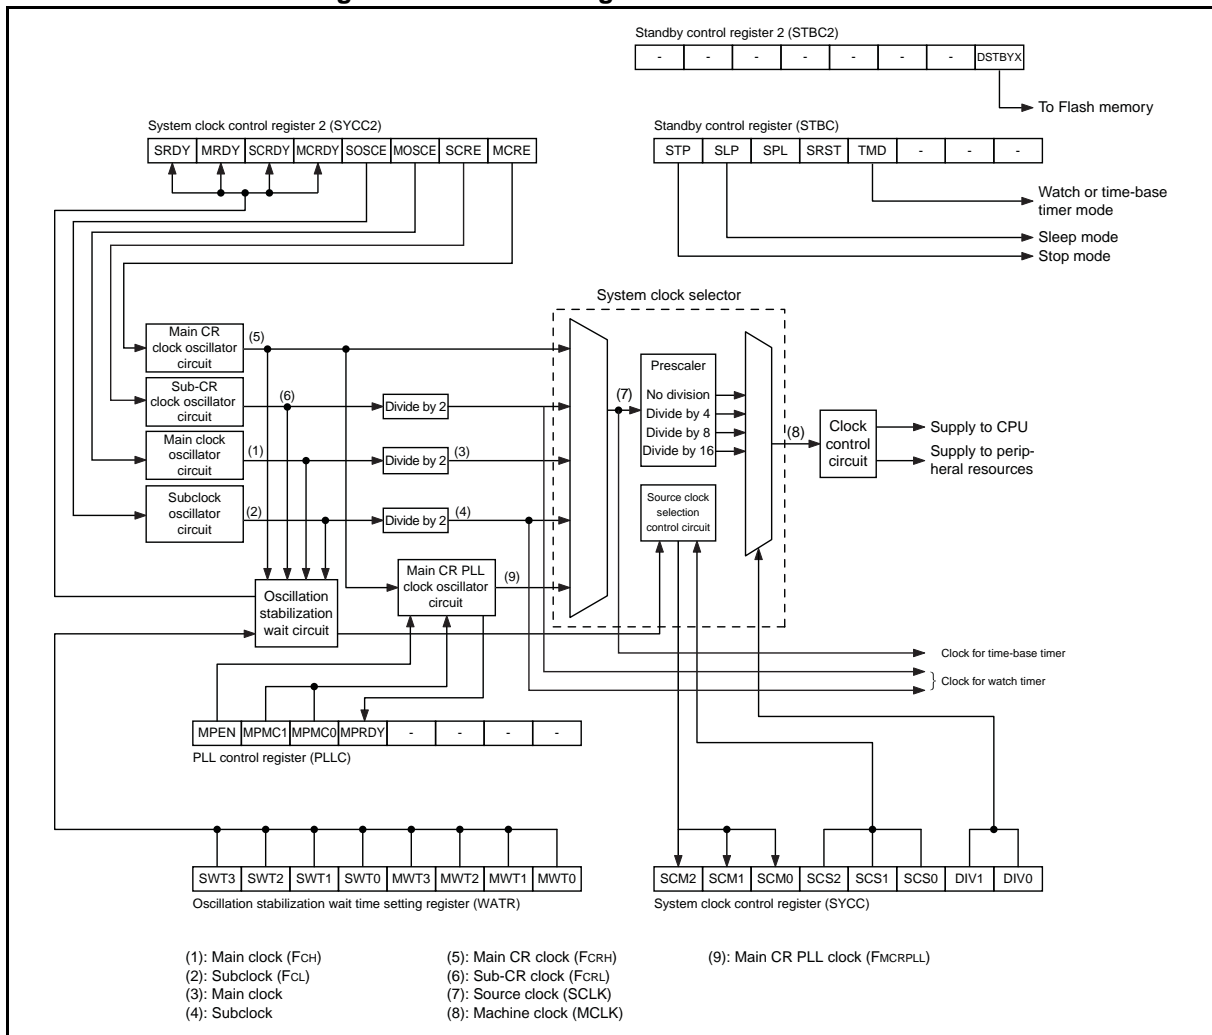 Standby control register 2 (STBC2)
- - - - - - - DSTBYX
To Flash memory
System clock control register 2 (SYCC2)
SRDY MRDY SCRDY MCRDY SOSCE MOSCE SCRE MCRE
Standby control register (STBC)
STP SLP SPL SRST TMD - - -
Watch or time-base
timer mode
Sleep mode
Stop mode
System clock selector
Main CR
clock oscillator
circuit
(5)
Sub-CR
clock oscillator
circuit
(6)
Divide by 2
Main clock
oscillator
circuit
(1)
Divide by 2
(3)
Subclock
oscillator
circuit
(2)
Divide by 2
(4)
Main CR PLL
clock oscillator
circuit
(9)
Oscillation
stabilization
wait circuit
(7)
Prescaler
No division
Divide by 4
Divide by 8
Divide by 16
Source clock
selection
control circuit
(8)
Clock
control
circuit
Supply to CPU
Supply to perip-
heral resources
Clock for time-base timer
} Clock for watch timer
MPEN MPMC1 MPMC0 MPRDY - - - -
PLL control register (PLLC)
SWT3 SWT2 SWT1 SWT0 MWT3 MWT2 MWT1 MWT0
Oscillation stabilization wait time setting register (WATR)
SCM2 SCM1 SCM0 SCS2 SCS1 SCS0 DIV1 DIV0
System clock control register (SYCC)
(1): Main clock (FCH)
(2): Subclock (FCL)
(3): Main clock
(4): Subclock
(5): Main CR clock (FCRH)
(6): Sub-CR clock (FCRL)
(7): Source clock (SCLK)
(8): Machine clock (MCLK)
(9): Main CR PLL clock (FMCRPLL)